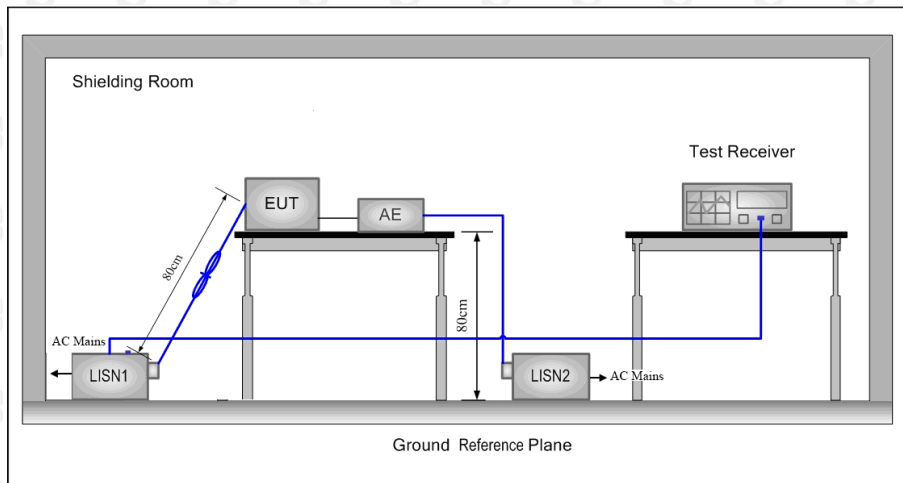 Shielding Room
Test Receiver
EUT
AE
80cm
80cm
AC Mains
LISN1
LISN2
AC Mains
Ground Reference Plane